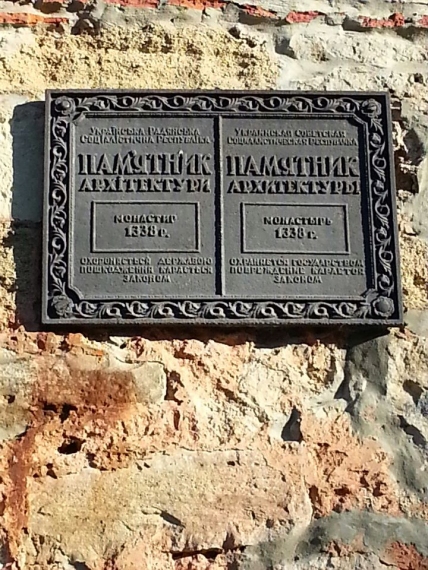 Українська Радянська
Соціалістична Республіка
ПАМ'ЯТНИК
АРХІТЕКТУРИ
МОНАСТИР
1338 г.
ОХОРОНЯЄТЬСЯ ДЕРЖАВОЮ
ПОШКОДЖЕННЯ КАРАЄТЬСЯ
ЗАКОНОМ
Украинская Советская
Социалистическая Республика
ПАМЯТНИК
АРХИТЕКТУРЫ
МОНАСТЫРЬ
1338 г.
ОХРАНЯЕТСЯ ГОСУДАРСТВОМ
ПОВРЕЖДЕНИЕ КАРАЕТСЯ
ЗАКОНОМ